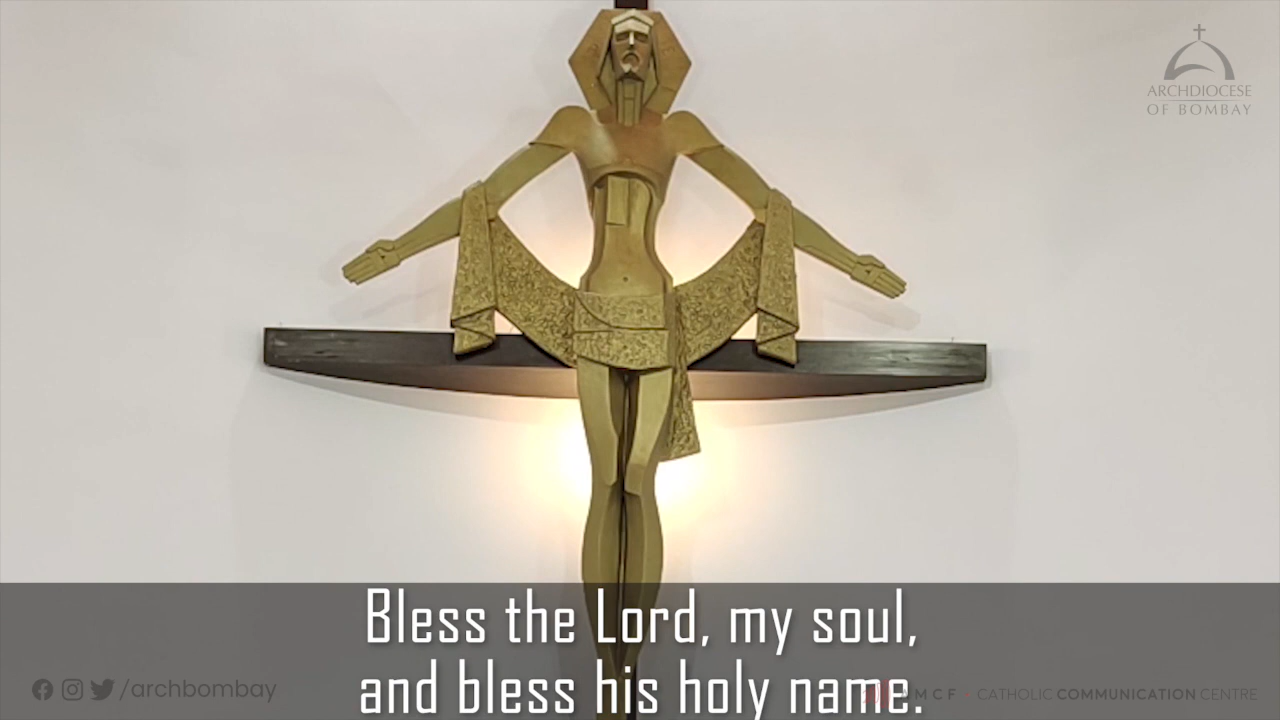 ARCHDIOCESE
OF BOMBAY
Bless the Lord, my soul,
and bless his holy name.
/archbombay
CATHOLIC COMMUNICATION CENTRE